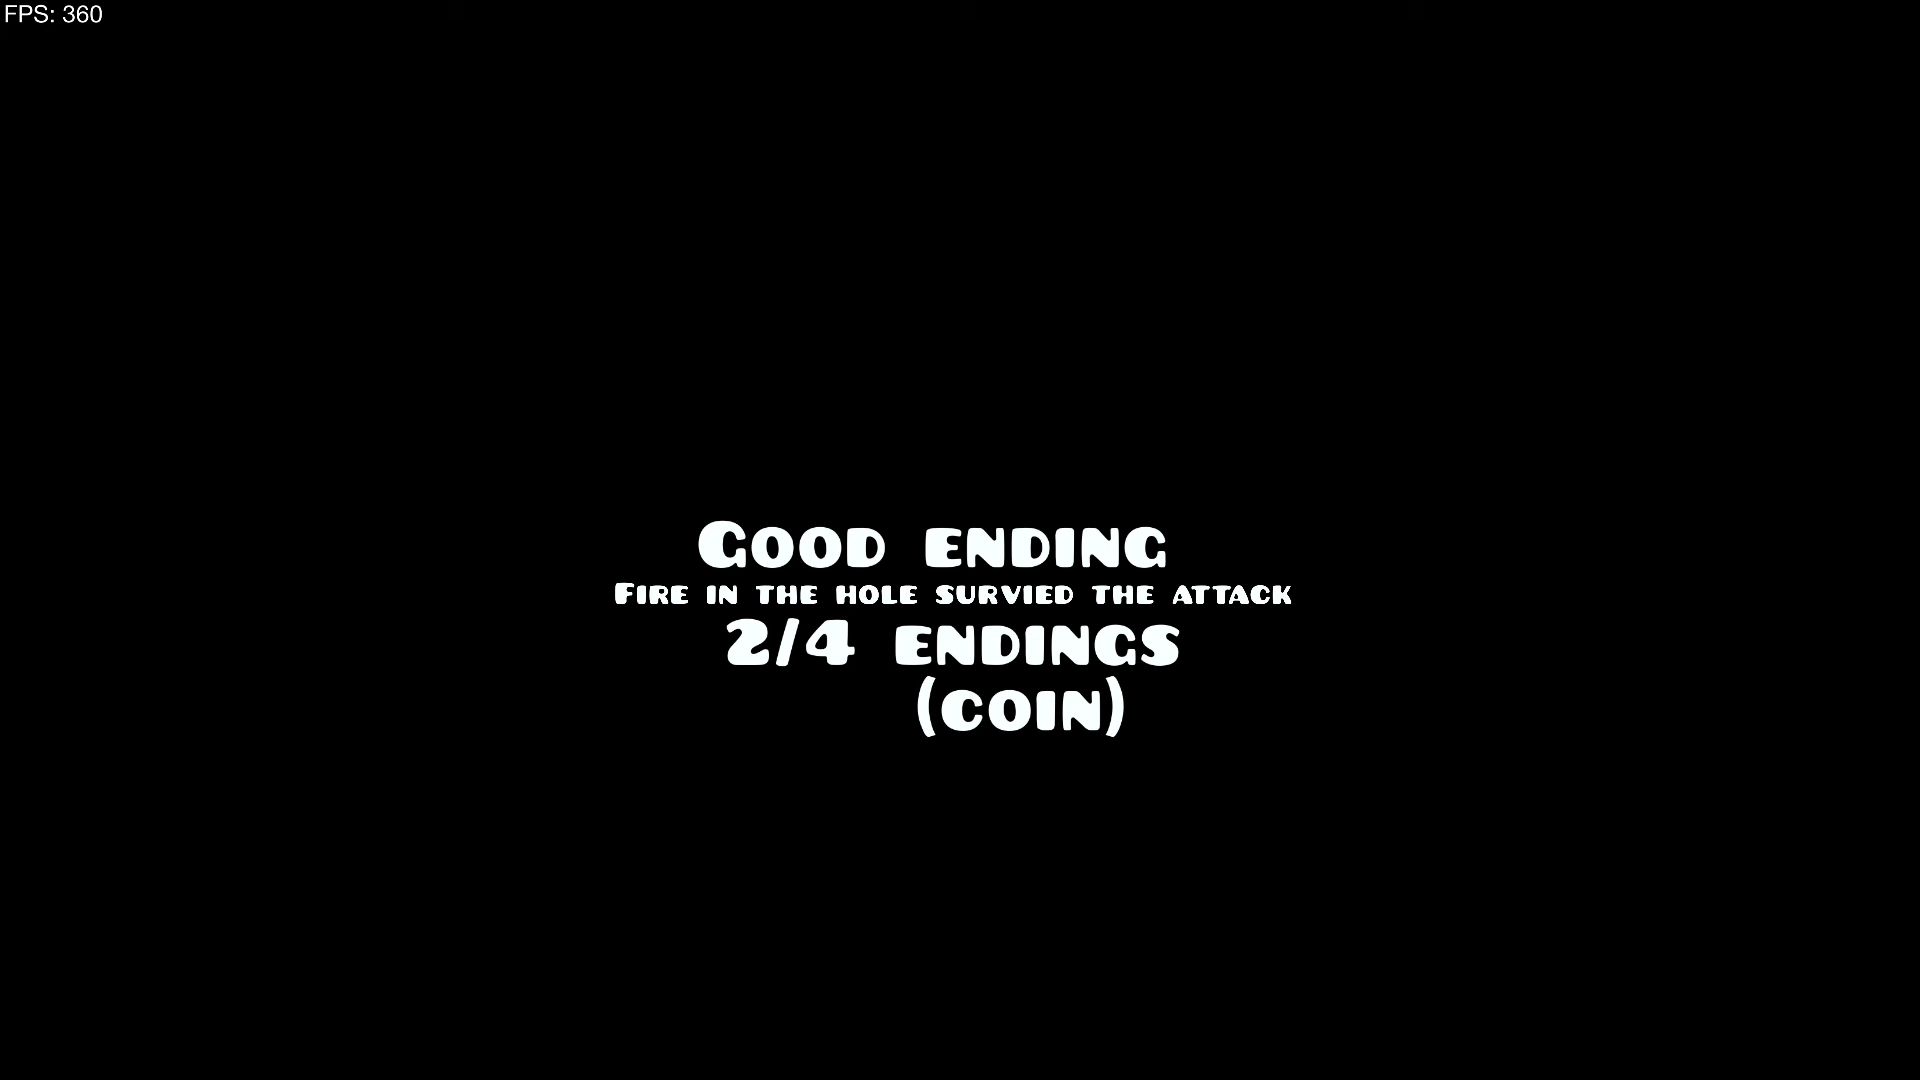 FPS: 360
Good ending
Fire in the hole survied the attack
2/4 endings
(coin)